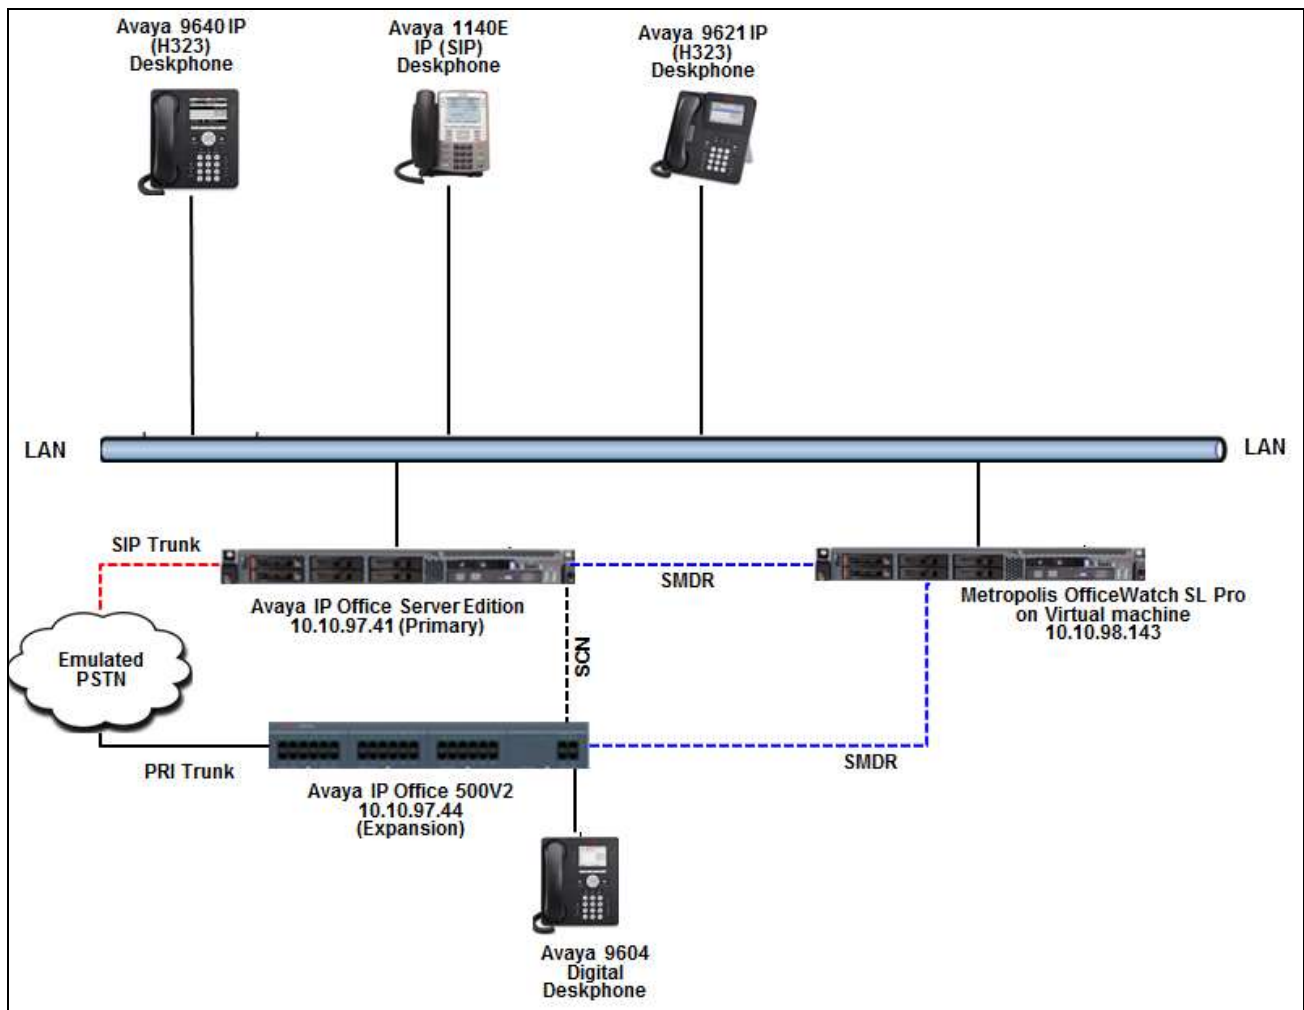 Avaya 9640 IP
(H323)
Deskphone
Avaya 1140E
IP (SIP)
Deskphone
Avaya 9621 IP
(H323)
Deskphone
LAN
LAN
SIP Trunk
SMDR
Avaya IP Office Server Edition
10.10.97.41 (Primary)
Metropolis OfficeWatch SL Pro
on Virtual machine
10.10.98.143
SCN
Emulated
PSTN
PRI Trunk
SMDR
Avaya IP Office 500V2
10.10.97.44
(Expansion)
Avaya 9604
Digital
Deskphone